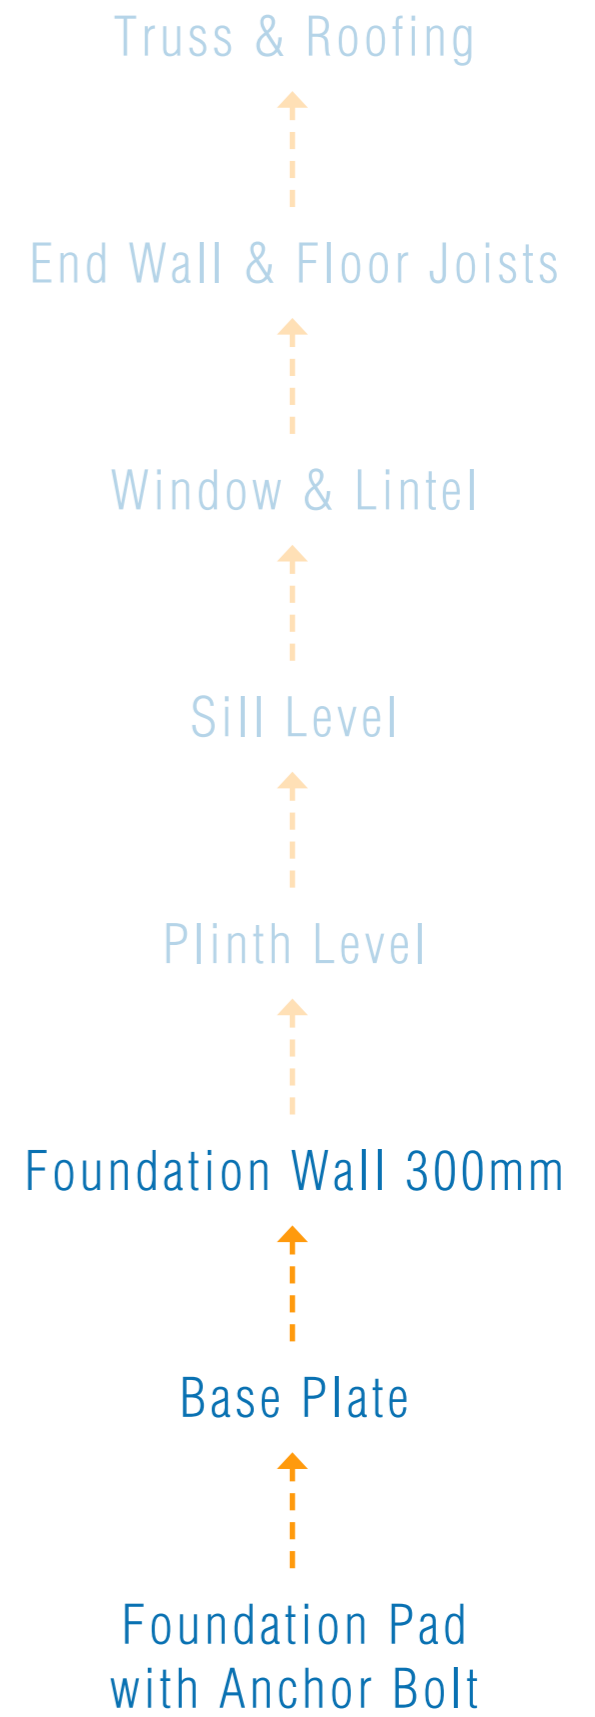 Truss & Roofing
End Wall & Floor Joists
Window & Lintel
Sill Level
Plinth Level
Foundation Wall 300mm
Base Plate
Foundation Pad
with Anchor Bolt